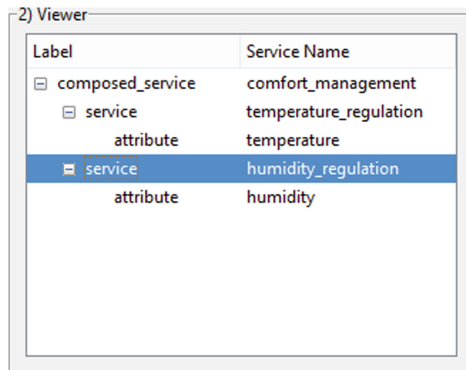 2) Viewer
Label Service Name
composed_service comfort_management
service temperature_regulation
attribute temperature
service humidity_regulation
attribute humidity